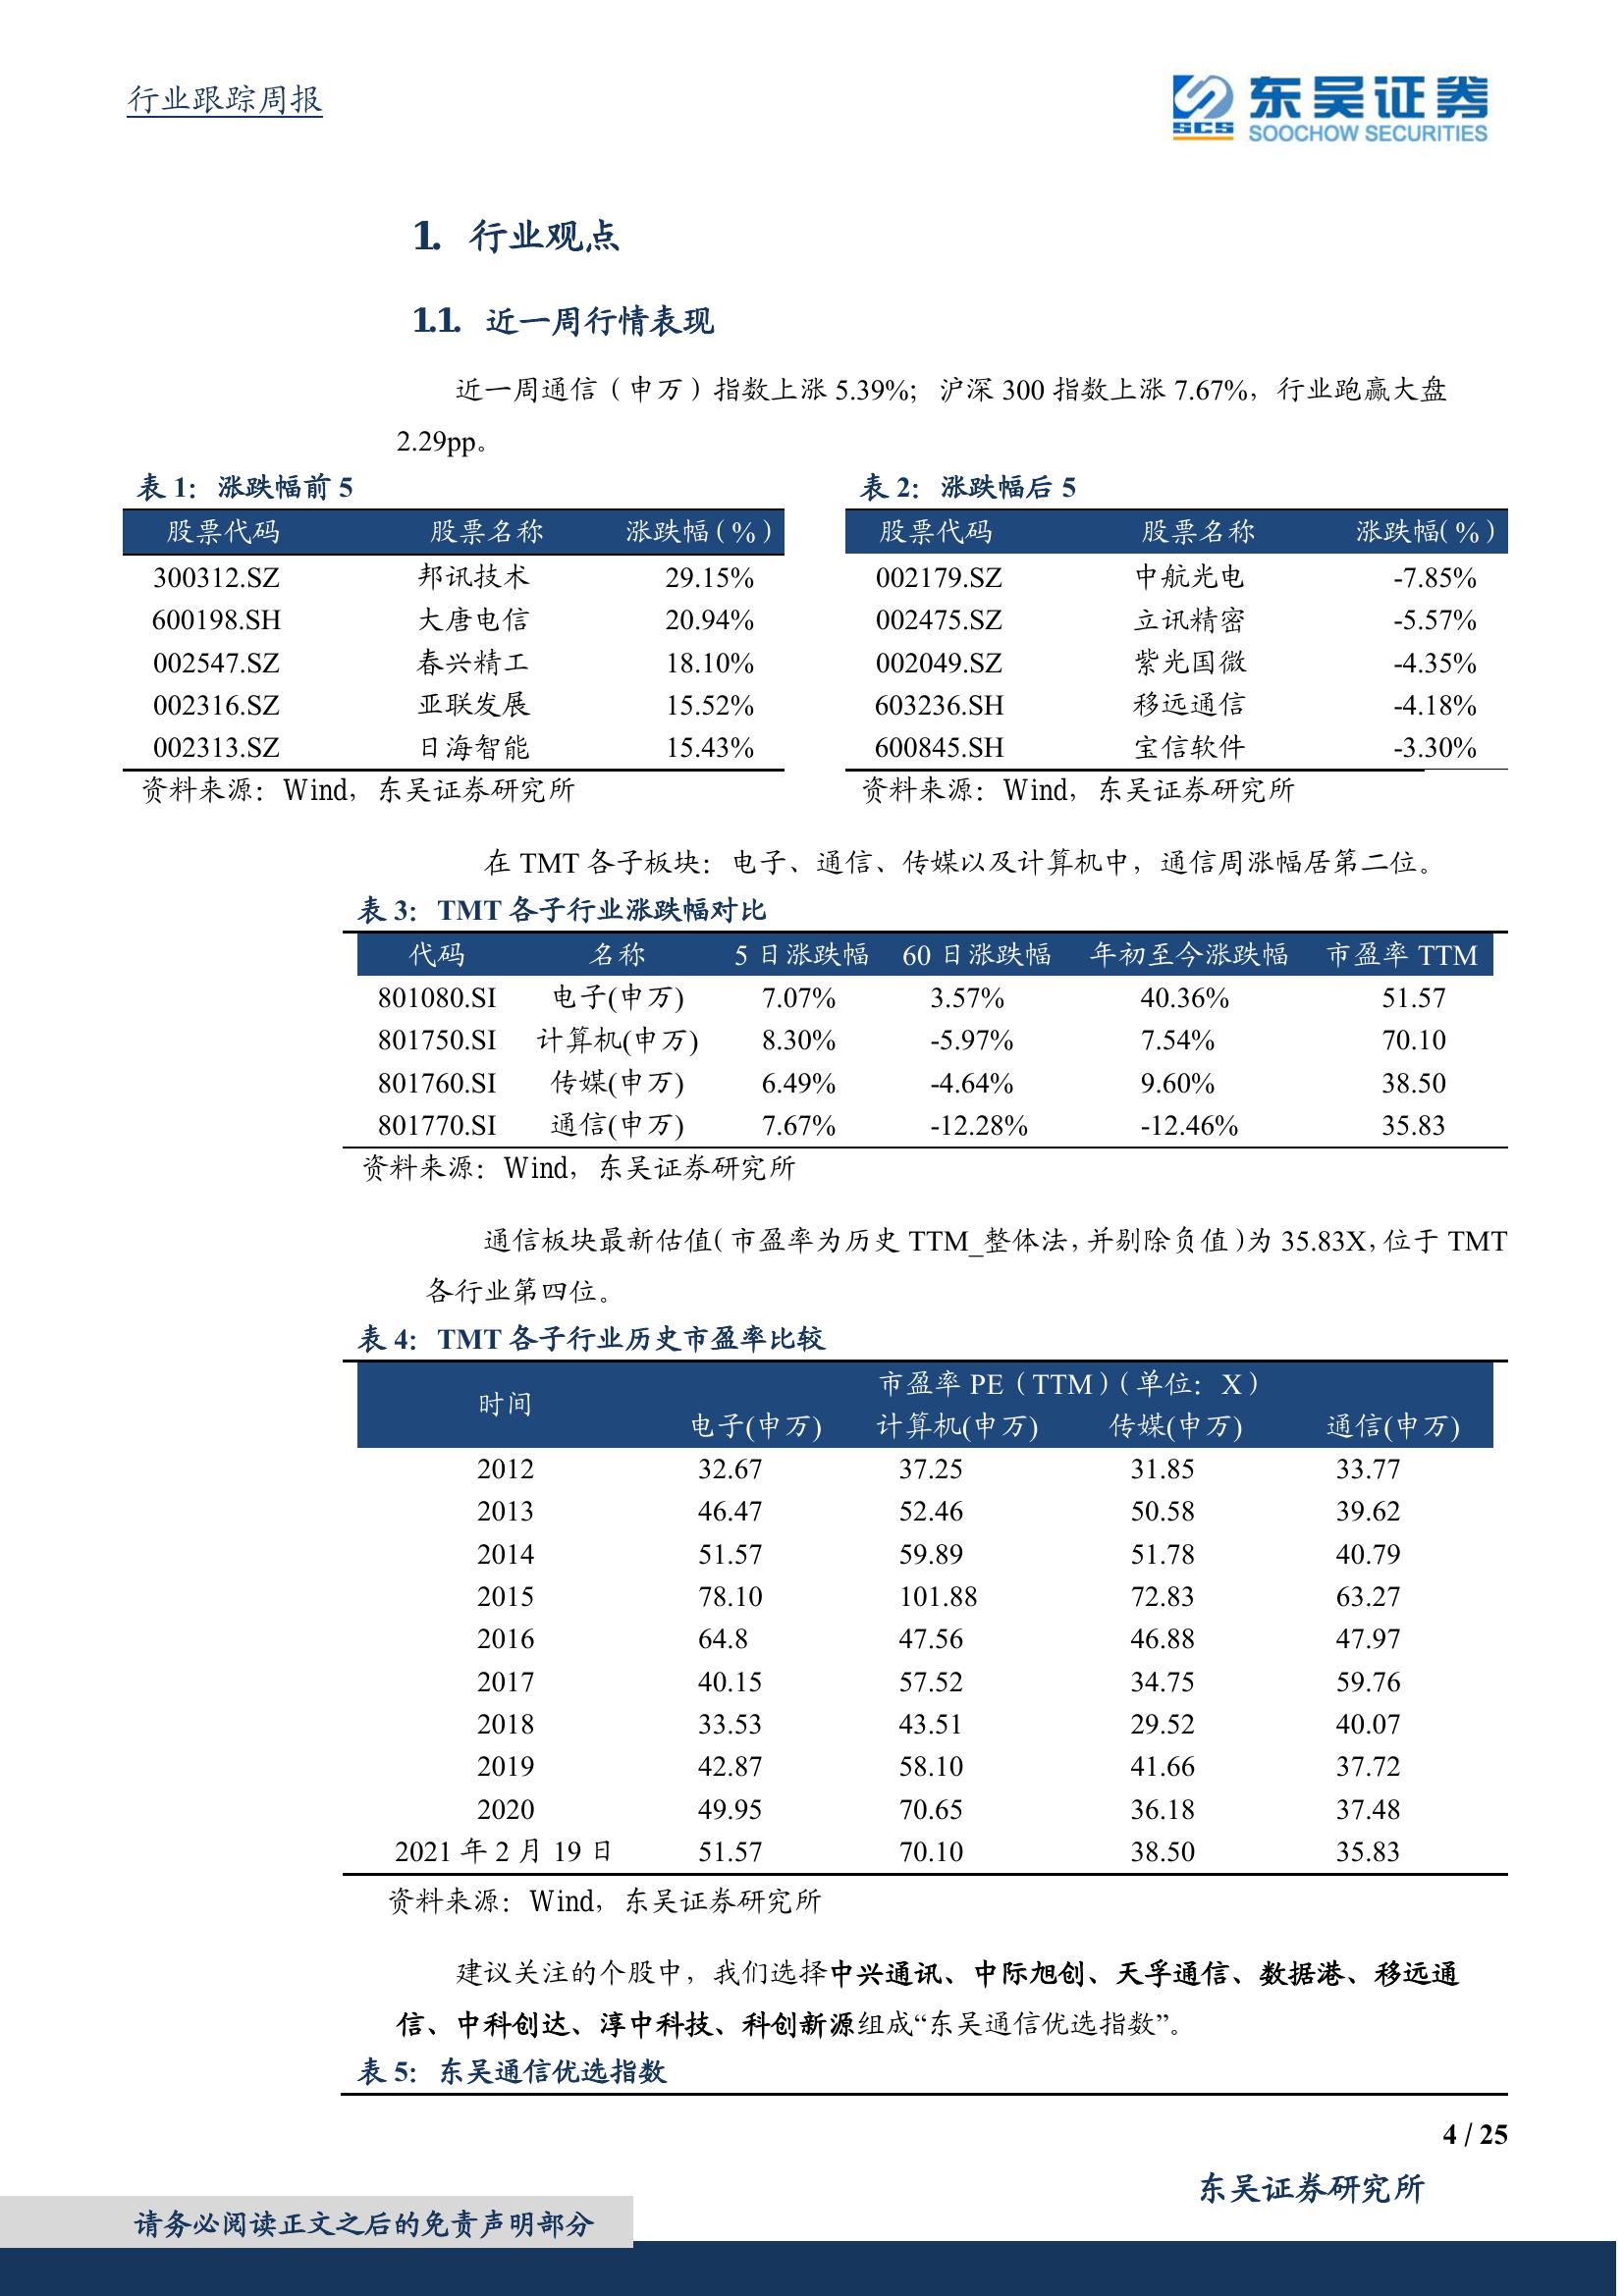 行业跟踪周报
SCS
东吴证券
SOOCHOW SECURITIES
1. 行业观点
1.1. 近一周行情表现
近一周通信（申万）指数上涨 5.39%；沪深 300 指数上涨 7.67%，行业跑赢大盘
2.29pp。
表 1：涨跌幅前 5
股票代码 股票名称 涨跌幅（%）
300312.SZ 邦讯技术 29.15%
600198.SH 大唐电信 20.94%
002547.SZ 春兴精工 18.10%
002316.SZ 亚联发展 15.52%
002313.SZ 日海智能 15.43%
资料来源：Wind，东吴证券研究所
表 2：涨跌幅后 5
股票代码 股票名称 涨跌幅(%)
002179.SZ 中航光电 -7.85%
002475.SZ 立讯精密 -5.57%
002049.SZ 紫光国微 -4.35%
603236.SH 移远通信 -4.18%
600845.SH 宝信软件 -3.30%
资料来源：Wind，东吴证券研究所
在 TMT 各子板块：电子、通信、传媒以及计算机中，通信周涨幅居第二位。
表 3：TMT 各子行业涨跌幅对比
代码 名称 5 日涨跌幅 60 日涨跌幅 年初至今涨跌幅 市盈率 TTM
801080.SI 电子(申万) 7.07% 3.57% 40.36% 51.57
801750.SI 计算机(申万) 8.30% -5.97% 7.54% 70.10
801760.SI 传媒(申万) 6.49% -4.64% 9.60% 38.50
801770.SI 通信(申万) 7.67% -12.28% -12.46% 35.83
资料来源：Wind，东吴证券研究所
通信板块最新估值（市盈率为历史 TTM_整体法，并剔除负值）为 35.83X，位于 TMT
各行业第四位。
表 4：TMT 各子行业历史市盈率比较
时间 市盈率 PE（TTM）（单位：X）
电子(申万) 计算机(申万) 传媒(申万) 通信(申万)
2012 32.67 37.25 31.85 33.77
2013 46.47 52.46 50.58 39.62
2014 51.57 59.89 51.78 40.79
2015 78.10 101.88 72.83 63.27
2016 64.8 47.56 46.88 47.97
2017 40.15 57.52 34.75 59.76
2018 33.53 43.51 29.52 40.07
2019 42.87 58.10 41.66 37.72
2020 49.95 70.65 36.18 37.48
2021 年 2 月 19 日 51.57 70.10 38.50 35.83
资料来源：Wind，东吴证券研究所
建议关注的个股中，我们选择中兴通讯、中际旭创、天孚通信、数据港、移远通
信、中科创达、淳中科技、科创新源组成“东吴通信优选指数”。
表 5：东吴通信优选指数
4 / 25
东吴证券研究所
请务必阅读正文之后的免责声明部分